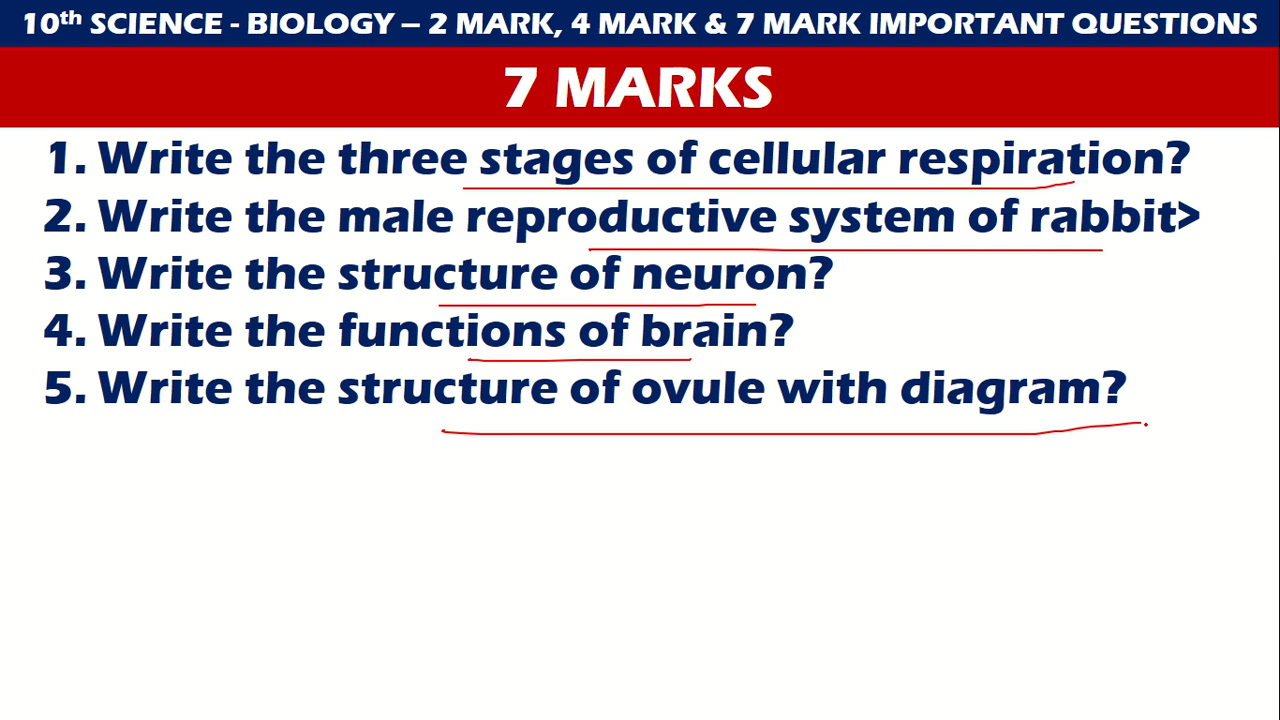 10th SCIENCE - BIOLOGY – 2 MARK, 4 MARK & 7 MARK IMPORTANT QUESTIONS
7 MARKS
1. Write the three stages of cellular respiration?
2. Write the male reproductive system of rabbit>
3. Write the structure of neuron?
4. Write the functions of brain?
5. Write the structure of ovule with diagram?